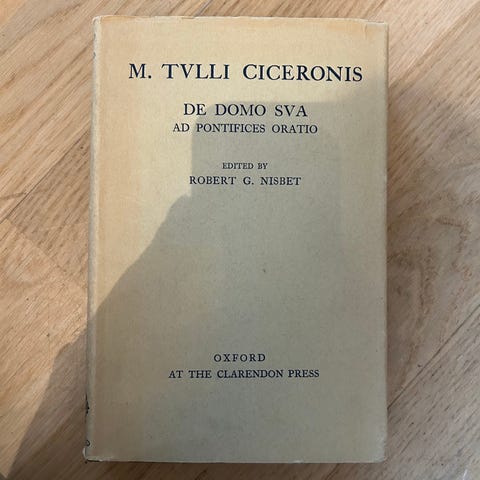 M. TVLLI CICERONIS
DE DOMO SVA
AD PONTIFICES ORATIO
EDITED BY
ROBERT G. NISBET
OXFORD
AT THE CLARENDON PRESS